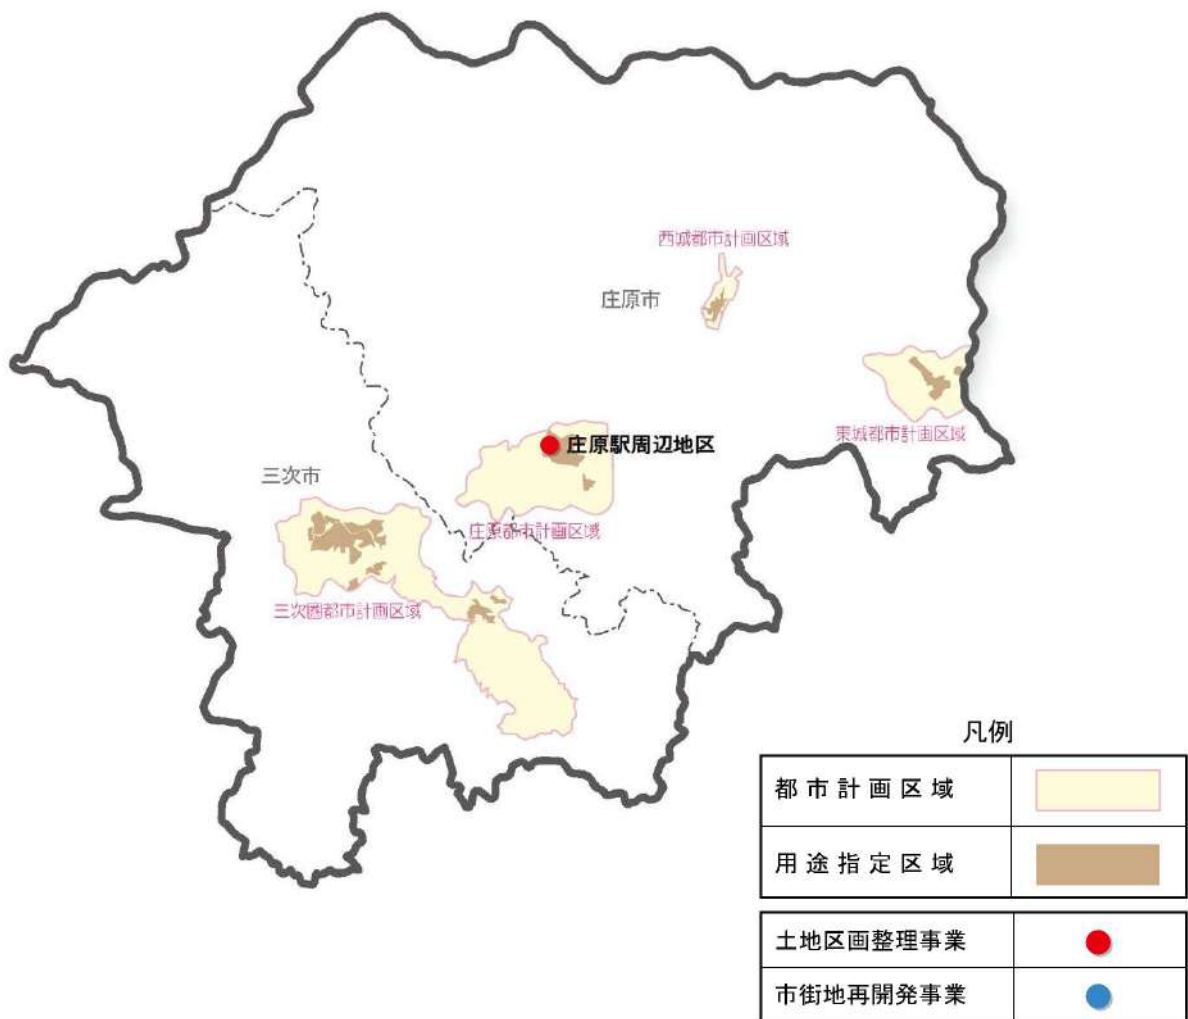 西城都市計画区域
庄原市
東城都市計画区域
庄原駅周辺地区
三次市
庄原都市計画区域
三次圏都市計画区域
凡例
都市計画区域
用途指定区域
土地区画整理事業
市街地再開発事業